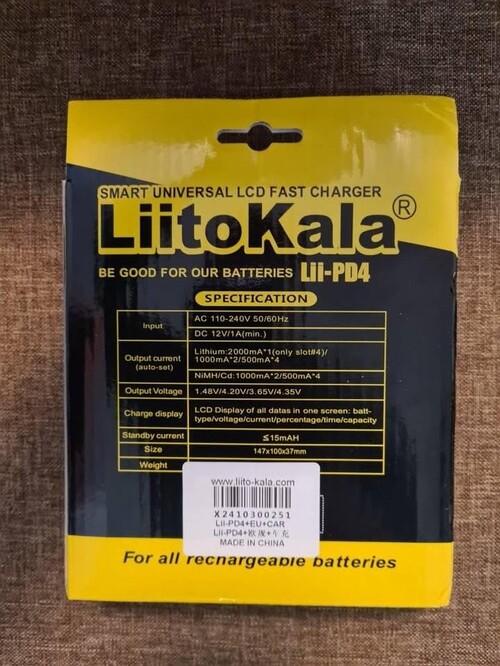 SMART UNIVERSAL LCD FAST CHARGER
LiitoKala®
BE GOOD FOR OUR BATTERIES Lii-PD4
SPECIFICATION
Input
AC 110-240V 50/60Hz
DC 12V/1A(min.)
Output current
(auto-set)
Lithium:2000mA*1(only slot#4)/
1000mA*2/500mA*4
NiMH/Cd:1000mA*2/500mA*4
Output Voltage
1.48V/4.20V/3.65V/4.35V
Charge display
LCD Display of all datas in one screen: batt-
type/voltage/current/percentage/time/capacity
Standby current
≦15mAH
Size
147x100x37mm
Weight
www.liito-kala.com
X2410300251
Lii-PD4+EU+CAR
Lii-PD4+欧规+车充
MADE IN CHINA
For all rechargeable batteries